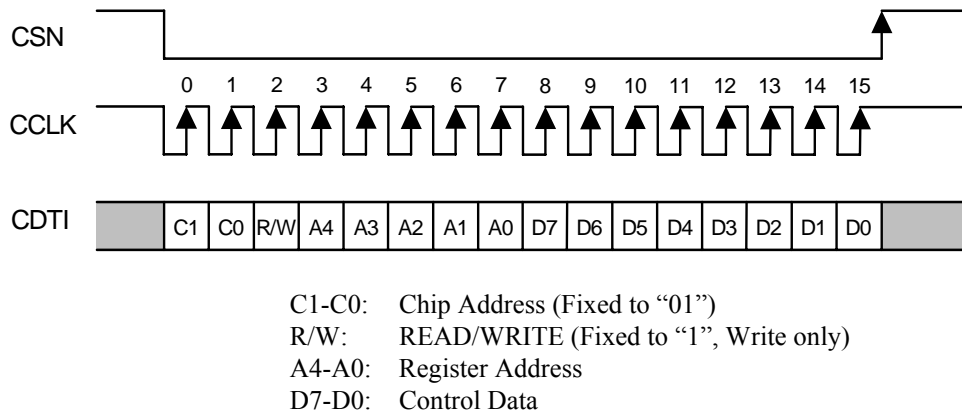 CSN
0 1 2 3 4 5 6 7 8 9 10 11 12 13 14 15
CCLK
CDTI C1 C0 R/W A4 A3 A2 A1 A0 D7 D6 D5 D4 D3 D2 D1 D0
C1-C0: Chip Address (Fixed to “01”)
R/W: READ/WRITE (Fixed to “1”, Write only)
A4-A0: Register Address
D7-D0: Control Data